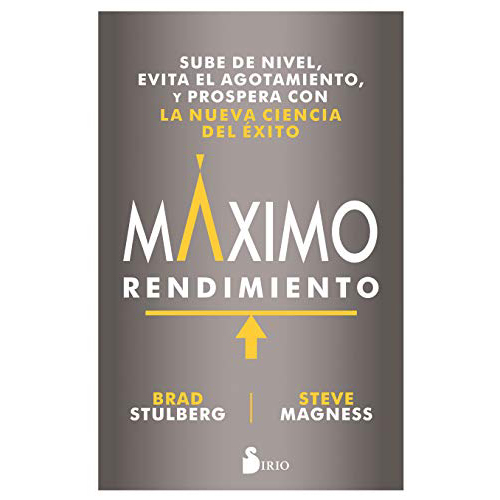 SUBE DE NIVEL,
EVITA EL AGOTAMIENTO,
Y PROSPERA CON
LA NUEVA CIENCIA
DEL ÉXITO
MÁXIMO
RENDIMIENTO
BRAD
STULBERG
STEVE
MAGNESS
SIRIO